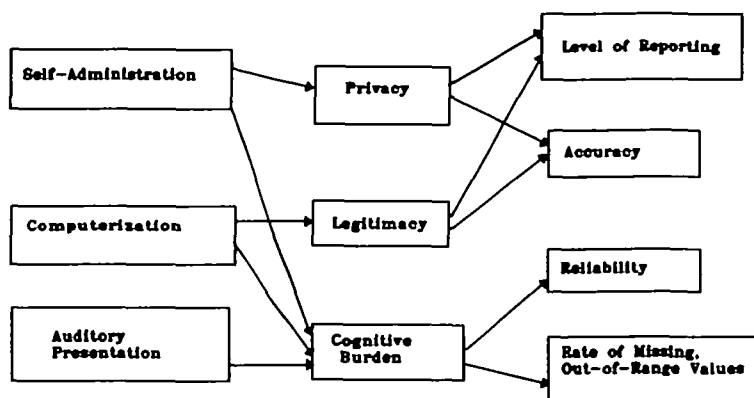 Self-Administration
Privacy
Level of Reporting
Accuracy
Computerization
Legitimacy
Reliability
Auditory
Presentation
Cognitive
Burden
Rate of Missing,
Out-of-Range Values